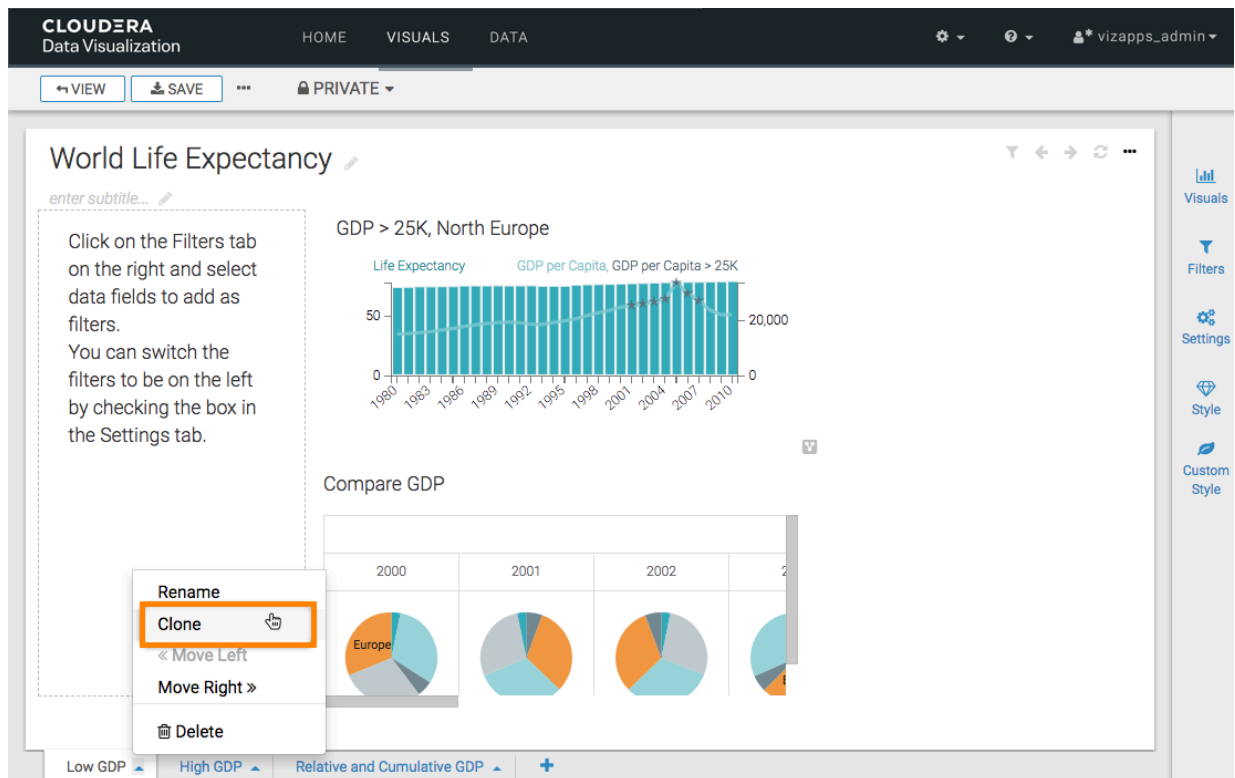 CLOUDERA
Data Visualization
HOME
VISUALS
DATA
vizapps_admin
VIEW
SAVE
PRIVATE
World Life Expectancy
enter subtitle...
Click on the Filters tab
on the right and select
data fields to add as
filters.
You can switch the
filters to be on the left
by checking the box in
the Settings tab.
GDP > 25K, North Europe
Life Expectancy
GDP per Capita, GDP per Capita > 25K
50
0
20,000
0
1980
1983
1986
1989
1992
1995
1998
2001
2004
2007
2010
Compare GDP
2000
2001
2002
2
Europe
E
Rename
Clone
« Move Left
Move Right »
Delete
Low GDP
High GDP
Relative and Cumulative GDP
Visuals
Filters
Settings
Style
Custom
Style